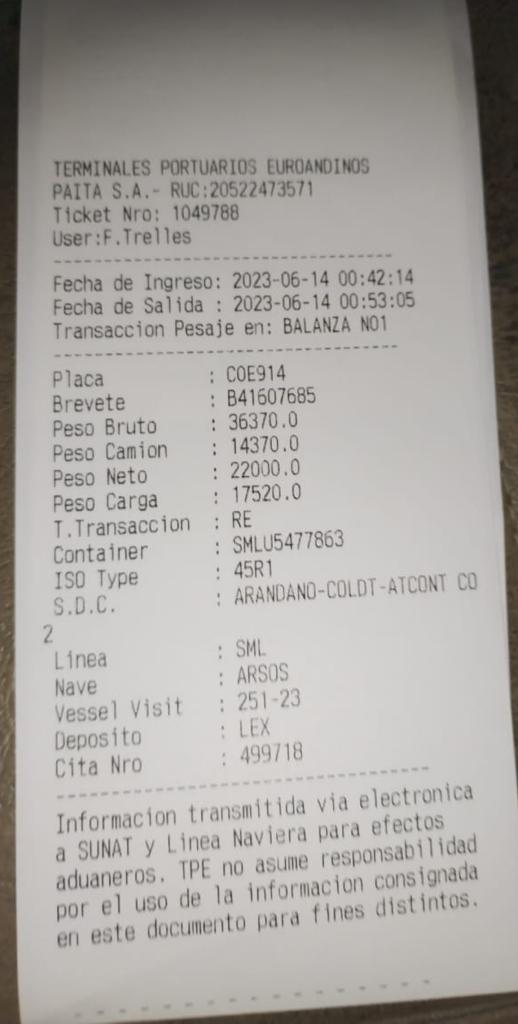 TERMINALES PORTUARIOS EUROANDINOS
PAITA S.A.- RUC:20522473571
Ticket Nro: 1049788
User:F.Trelles
Fecha de Ingreso: 2023-06-14 00:42:14
Fecha de Salida : 2023-06-14 00:53:05
Transaccion Pesaje en: BALANZA NO1
Placa : C0E914
Brevete : B41607685
Peso Bruto : 36370.0
Peso Camion : 14370.0
Peso Neto : 22000.0
Peso Carga : 17520.0
T.Transaccion : RE
Container : SMLU5477863
ISO Type : 45R1
S.D.C. : ARANDANO-COLDT-ATCONT CO
2
Linea : SML
Nave : ARSOS
Vessel Visit : 251-23
Deposito : LEX
Cita Nro : 499718
Informacion transmitida via electronica
a SUNAT y Linea Naviera para efectos
aduaneros. TPE no asume responsabilidad
por el uso de la informacion consignada
en este documento para fines distintos.